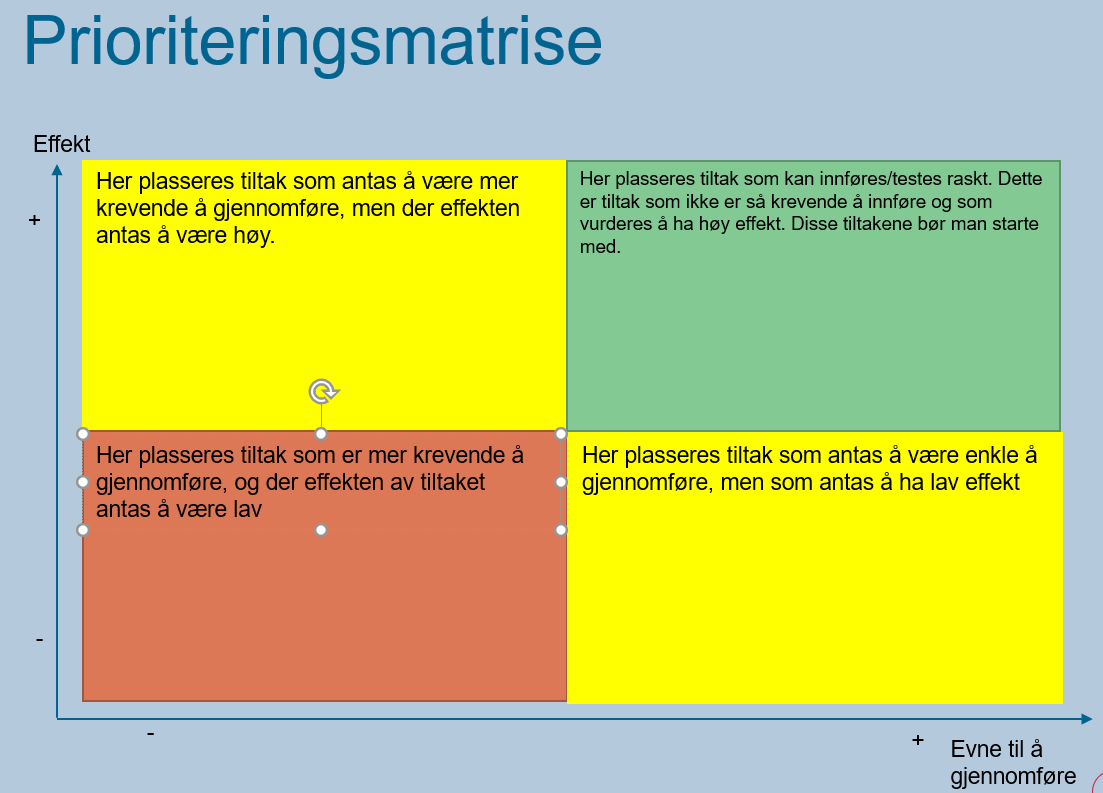 Prioriteringsmatrise
Effekt
+
Her plasseres tiltak som antas å være mer
krevende å gjennomføre, men der effekten
antas å være høy.
Her plasseres tiltak som kan innføres/testes raskt. Dette
er tiltak som ikke er så krevende å innføre og som
vurderes å ha høy effekt. Disse tiltakene bør man starte
med.
Her plasseres tiltak som er mer krevende å
gjennomføre, og der effekten av tiltaket
antas å være lav
Her plasseres tiltak som antas å være enkle å
gjennomføre, men som antas å ha lav effekt
-
-
+
Evne til å
gjennomføre